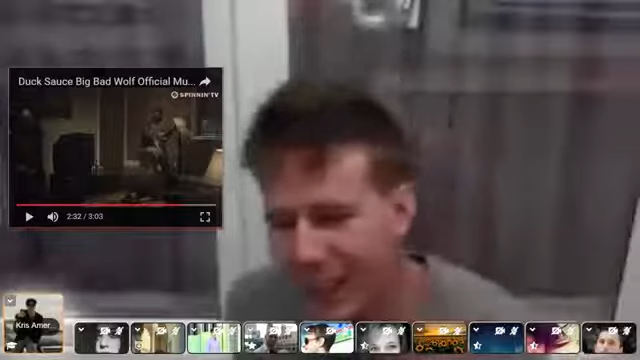 Duck Sauce Big Bad Wolf Official Mu...
SPINNIN' TV
2:32 / 3:03
Kris Amer...